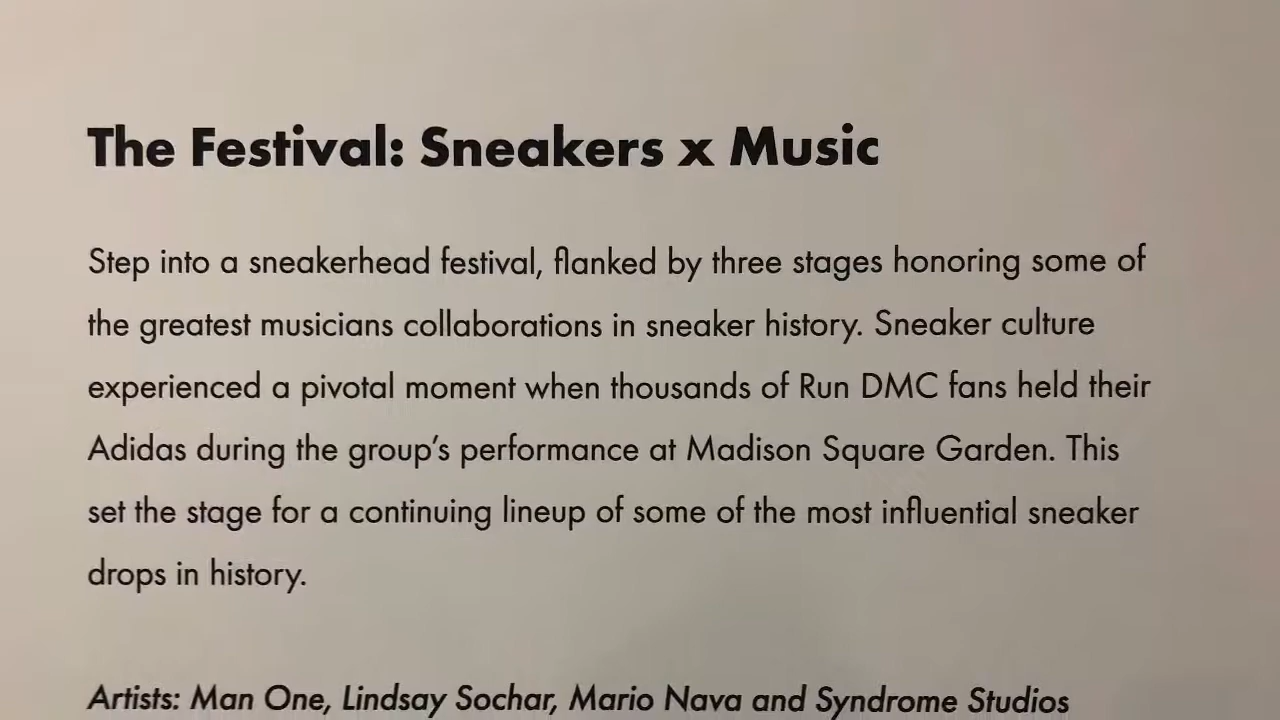 The Festival: Sneakers x Music
Step into a sneakerhead festival, flanked by three stages honoring some of
the greatest musicians collaborations in sneaker history. Sneaker culture
experienced a pivotal moment when thousands of Run DMC fans held their
Adidas during the group’s performance at Madison Square Garden. This
set the stage for a continuing lineup of some of the most influential sneaker
drops in history.
Artists: Man One, Lindsay Sochar, Mario Nava and Syndrome Studios